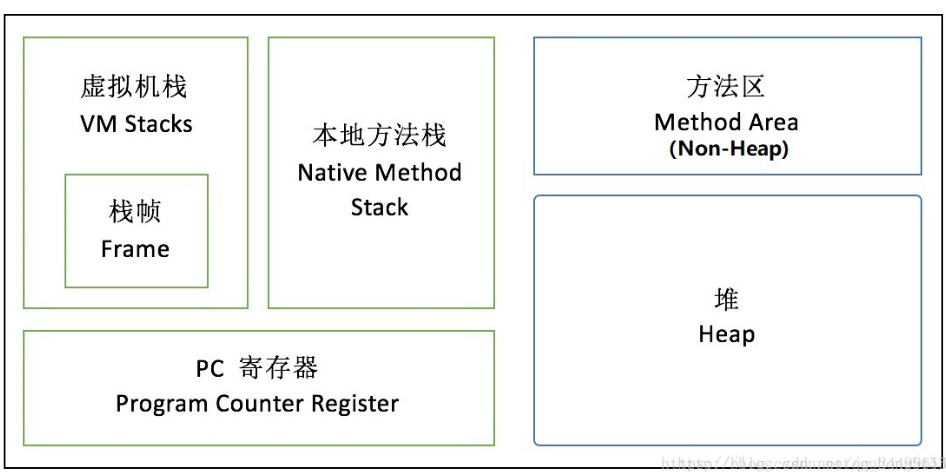 虚拟机栈
VM Stacks
栈帧
Frame
本地方法栈
Native Method
Stack
PC 寄存器
Program Counter Register
方法区
Method Area
(Non-Heap)
堆
Heap